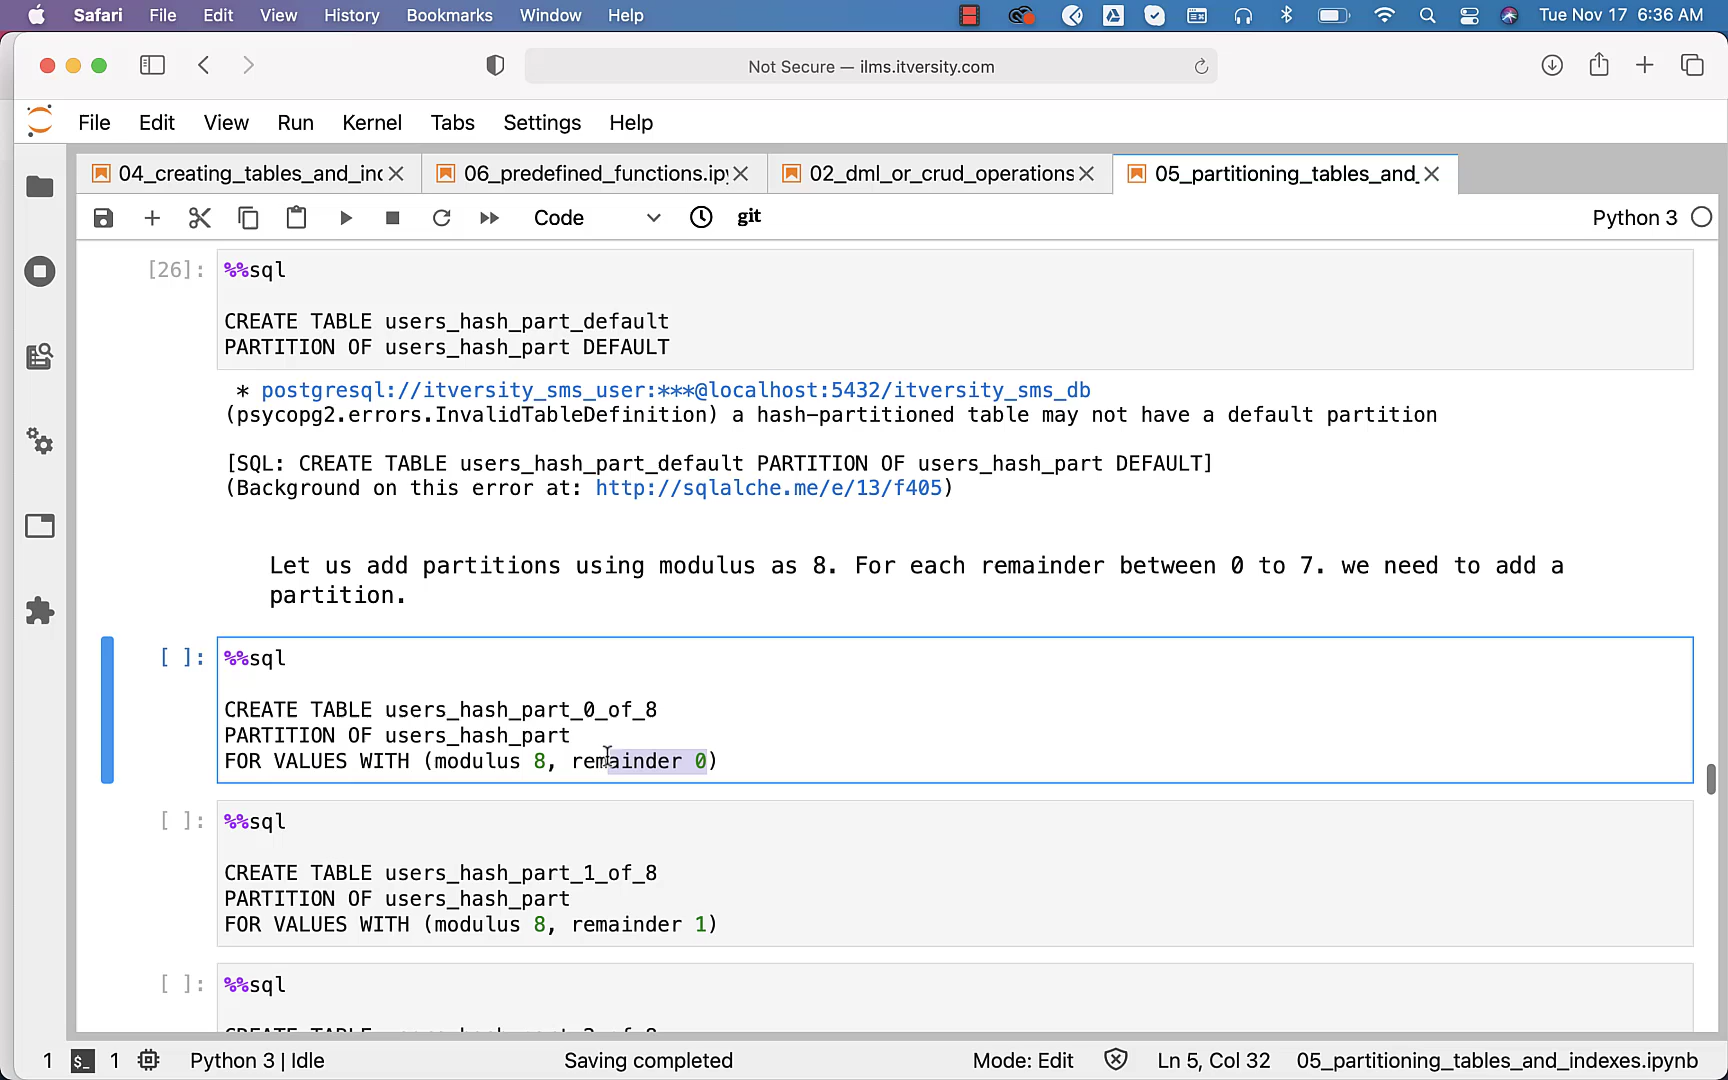 Safari File Edit View History Bookmarks Window Help Tue Nov 17 6:36 AM
Not Secure — ilms.itversity.com
File Edit View Run Kernel Tabs Settings Help
04_creating_tables_and_in 06_predefined_functions.ipy 02_dml_or_crud_operations 05_partitioning_tables_and_
Code git Python 3
[26]: %%sql
CREATE TABLE users_hash_part_default
PARTITION OF users_hash_part DEFAULT
* postgresql://itversity_sms_user:***@localhost:5432/itversity_sms_db
(psycopg2.errors.InvalidTableDefinition) a hash-partitioned table may not have a default partition
[SQL: CREATE TABLE users_hash_part_default PARTITION OF users_hash_part DEFAULT]
(Background on this error at: http://sqlalche.me/e/13/f405)
Let us add partitions using modulus as 8. For each remainder between 0 to 7. we need to add a
partition.
[ ]: %%sql
CREATE TABLE users_hash_part_0_of_8
PARTITION OF users_hash_part
FOR VALUES WITH (modulus 8, remainder 0)
[ ]: %%sql
CREATE TABLE users_hash_part_1_of_8
PARTITION OF users_hash_part
FOR VALUES WITH (modulus 8, remainder 1)
[ ]: %%sql
1 $_ 1 Python 3 | Idle Saving completed Mode: Edit Ln 5, Col 32 05_partitioning_tables_and_indexes.ipynb